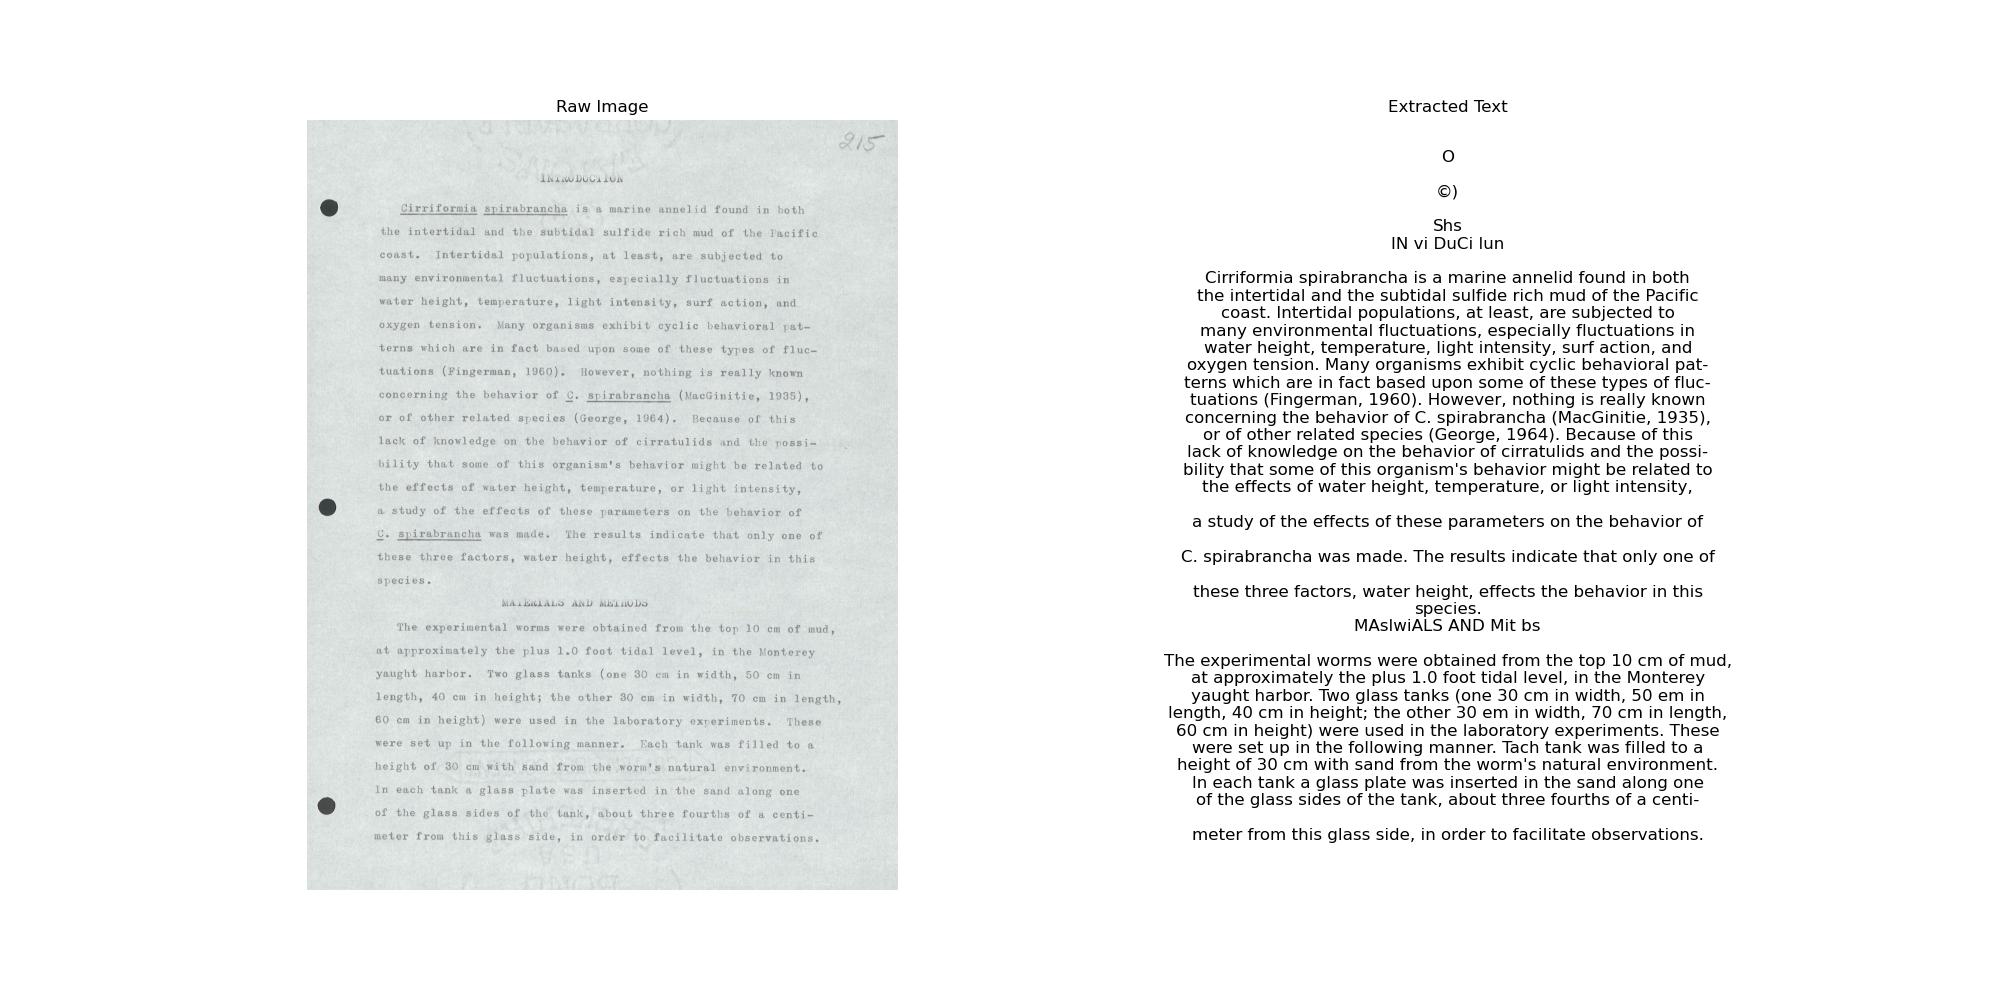 Raw Image
215
INTRODUCTION
Cirriformia spirabrancha is a marine annelid found in both
the intertidal and the subtidal sulfide rich mud of the Pacific
coast. Intertidal populations, at least, are subjected to
many environmental fluctuations, especially fluctuations in
water height, temperature, light intensity, surf action, and
oxygen tension. Many organisms exhibit cyclic behavioral pat-
terns which are in fact based upon some of these types of fluc-
tuations (Fingerman, 1960). However, nothing is really known
concerning the behavior of C. spirabrancha (MacGinitie, 1935),
or of other related species (George, 1964). Because of this
lack of knowledge on the behavior of cirratulids and the possi-
bility that some of this organism's behavior might be related to
the effects of water height, temperature, or light intensity,
a study of the effects of these parameters on the behavior of
C. spirabrancha was made. The results indicate that only one of
these three factors, water height, effects the behavior in this
species.
MATERIALS AND METHODS
The experimental worms were obtained from the top 10 cm of mud,
at approximately the plus 1.0 foot tidal level, in the Monterey
yaught harbor. Two glass tanks (one 30 cm in width, 50 cm in
length, 40 cm in height; the other 30 cm in width, 70 cm in length,
60 cm in height) were used in the laboratory experiments. These
were set up in the following manner. Each tank was filled to a
height of 30 cm with sand from the worm's natural environment.
In each tank a glass plate was inserted in the sand along one
of the glass sides of the tank, about three fourths of a centi-
meter from this glass side, in order to facilitate observations.
Extracted Text
O
©)
Shs
IN vi DuCi lun
Cirriformia spirabrancha is a marine annelid found in both
the intertidal and the subtidal sulfide rich mud of the Pacific
coast. Intertidal populations, at least, are subjected to
many environmental fluctuations, especially fluctuations in
water height, temperature, light intensity, surf action, and
oxygen tension. Many organisms exhibit cyclic behavioral pat-
terns which are in fact based upon some of these types of fluc-
tuations (Fingerman, 1960). However, nothing is really known
concerning the behavior of C. spirabrancha (MacGinitie, 1935),
or of other related species (George, 1964). Because of this
lack of knowledge on the behavior of cirratulids and the possi-
bility that some of this organism's behavior might be related to
the effects of water height, temperature, or light intensity,
a study of the effects of these parameters on the behavior of
C. spirabrancha was made. The results indicate that only one of
these three factors, water height, effects the behavior in this
species.
MAslwiALS AND Mit bs
The experimental worms were obtained from the top 10 cm of mud,
at approximately the plus 1.0 foot tidal level, in the Monterey
yaught harbor. Two glass tanks (one 30 cm in width, 50 em in
length, 40 cm in height; the other 30 em in width, 70 cm in length,
60 cm in height) were used in the laboratory experiments. These
were set up in the following manner. Tach tank was filled to a
height of 30 cm with sand from the worm's natural environment.
In each tank a glass plate was inserted in the sand along one
of the glass sides of the tank, about three fourths of a centi-
meter from this glass side, in order to facilitate observations.